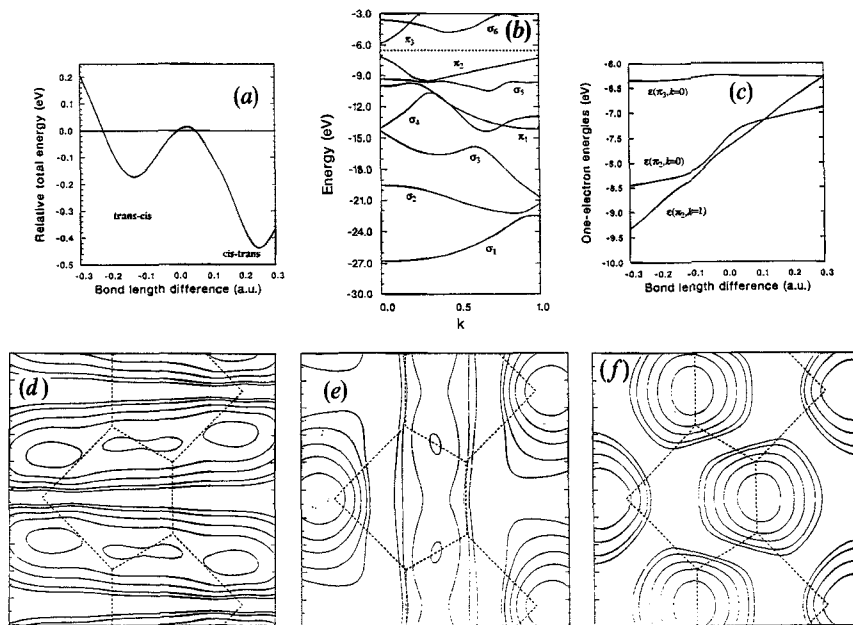 (a)
Relative total energy (eV)
0.2
0.1
0.0
-0.1
-0.2
-0.3
-0.4
-0.5
trans-cis
cis-trans
-0.3 -0.2 -0.1 0.0 0.1 0.2 0.3
Bond length difference (a.u.)
(b)
Energy (eV)
-3.0
-6.0
-9.0
-12.0
-15.0
-18.0
-21.0
-24.0
-27.0
-30.0
π3
σ6
π2
σ5
σ4
π1
σ3
σ2
σ1
0.0 0.5 1.0
k
(c)
One-electron energies (eV)
-6.0
-6.5
-7.0
-7.5
-8.0
-8.5
-9.0
-9.5
-10.0
ε(π3,k=0)
ε(π2,k=0)
ε(π2,k=1)
-0.3 -0.2 -0.1 0.0 0.1 0.2 0.3
Bond length difference (a.u.)
(d)
(e)
(f)